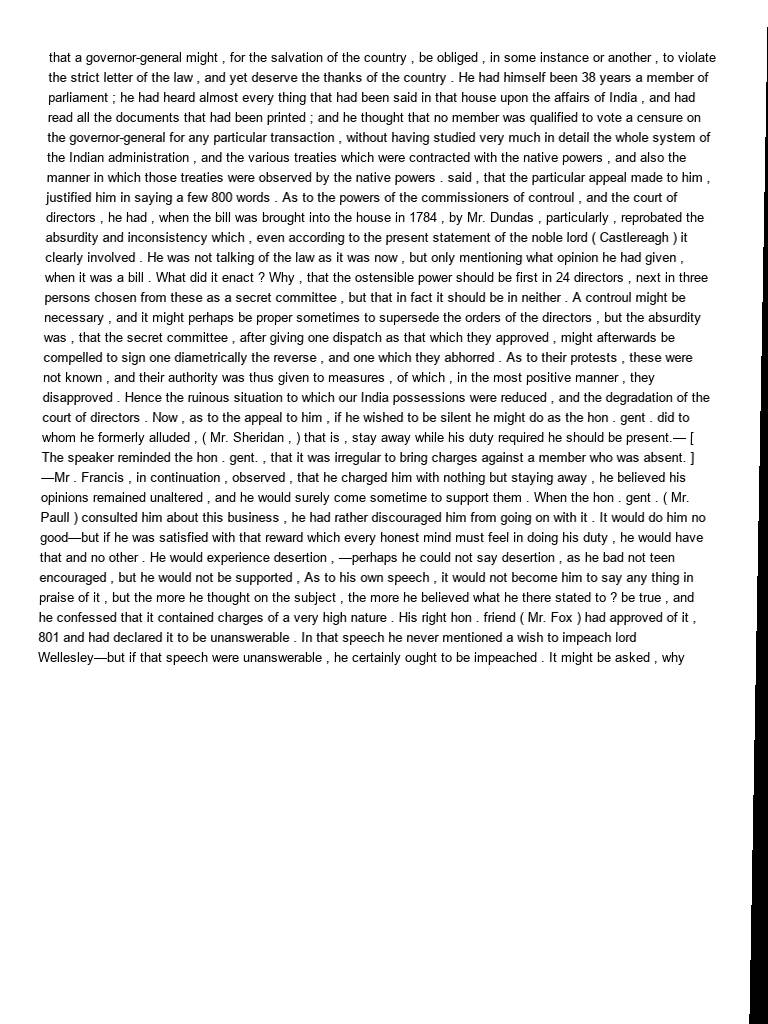 that a governor-general might , for the salvation of the country , be obliged , in some instance or another , to violate
the strict letter of the law , and yet deserve the thanks of the country . He had himself been 38 years a member of
parliament ; he had heard almost every thing that had been said in that house upon the affairs of India , and had
read all the documents that had been printed ; and he thought that no member was qualified to vote a censure on
the governor-general for any particular transaction , without having studied very much in detail the whole system of
the Indian administration , and the various treaties which were contracted with the native powers , and also the
manner in which those treaties were observed by the native powers . said , that the particular appeal made to him ,
justified him in saying a few 800 words . As to the powers of the commissioners of controul , and the court of
directors , he had , when the bill was brought into the house in 1784 , by Mr. Dundas , particularly , reprobated the
absurdity and inconsistency which , even according to the present statement of the noble lord ( Castlereagh ) it
clearly involved . He was not talking of the law as it was now , but only mentioning what opinion he had given ,
when it was a bill . What did it enact ? Why , that the ostensible power should be first in 24 directors , next in three
persons chosen from these as a secret committee , but that in fact it should be in neither . A controul might be
necessary , and it might perhaps be proper sometimes to supersede the orders of the directors , but the absurdity
was , that the secret committee , after giving one dispatch as that which they approved , might afterwards be
compelled to sign one diametrically the reverse , and one which they abhorred . As to their protests , these were
not known , and their authority was thus given to measures , of which , in the most positive manner , they
disapproved . Hence the ruinous situation to which our India possessions were reduced , and the degradation of the
court of directors . Now , as to the appeal to him , if he wished to be silent he might do as the hon . gent . did to
whom he formerly alluded , ( Mr. Sheridan , ) that is , stay away while his duty required he should be present.— [
The speaker reminded the hon . gent. , that it was irregular to bring charges against a member who was absent. ]
—Mr . Francis , in continuation , observed , that he charged him with nothing but staying away , he believed his
opinions remained unaltered , and he would surely come sometime to support them . When the hon . gent . ( Mr.
Paull ) consulted him about this business , he had rather discouraged him from going on with it . It would do him no
good—but if he was satisfied with that reward which every honest mind must feel in doing his duty , he would have
that and no other . He would experience desertion , —perhaps he could not say desertion , as he bad not teen
encouraged , but he would not be supported , As to his own speech , it would not become him to say any thing in
praise of it , but the more he thought on the subject , the more he believed what he there stated to ? be true , and
he confessed that it contained charges of a very high nature . His right hon . friend ( Mr. Fox ) had approved of it ,
801 and had declared it to be unanswerable . In that speech he never mentioned a wish to impeach lord
Wellesley—but if that speech were unanswerable , he certainly ought to be impeached . It might be asked , why